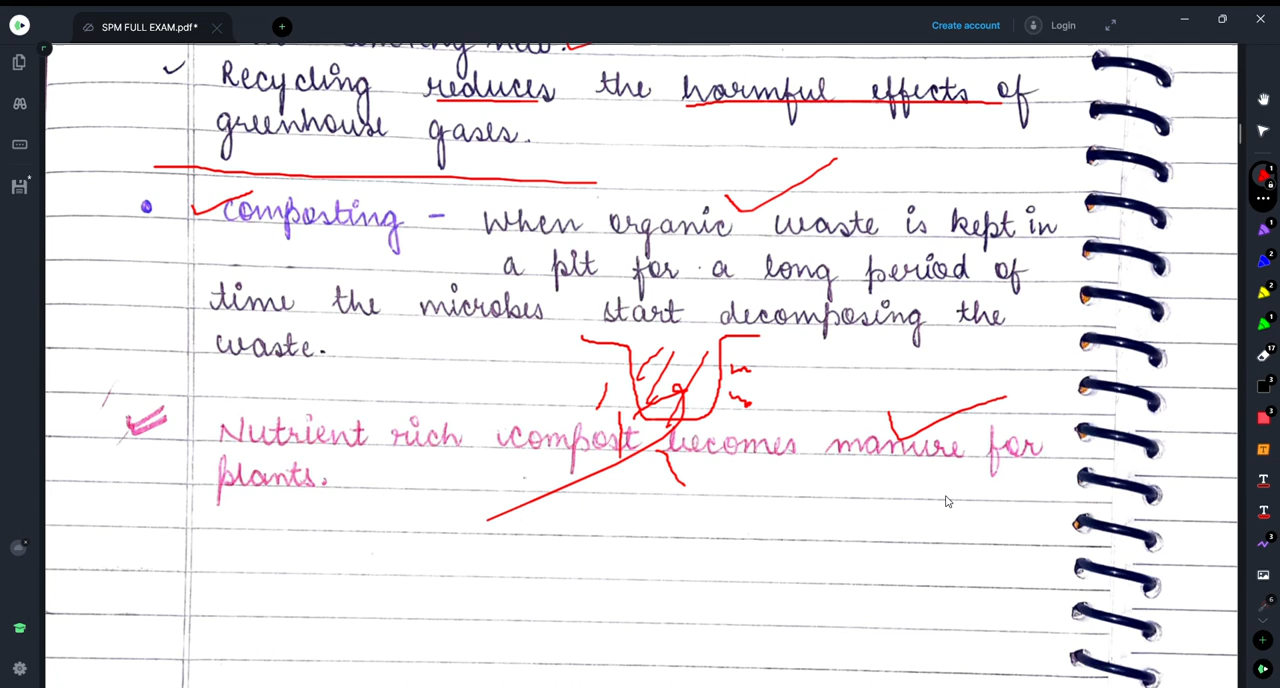 SPM FULL EXAM.pdf*
Create account
Login
Recycling reduces the harmful effects of
greenhouse gases.
Composting - When organic waste is kept in
a pit for a long period of
time the microbes start decomposing the
waste.
Nutrient rich compost becomes manure for
plants.